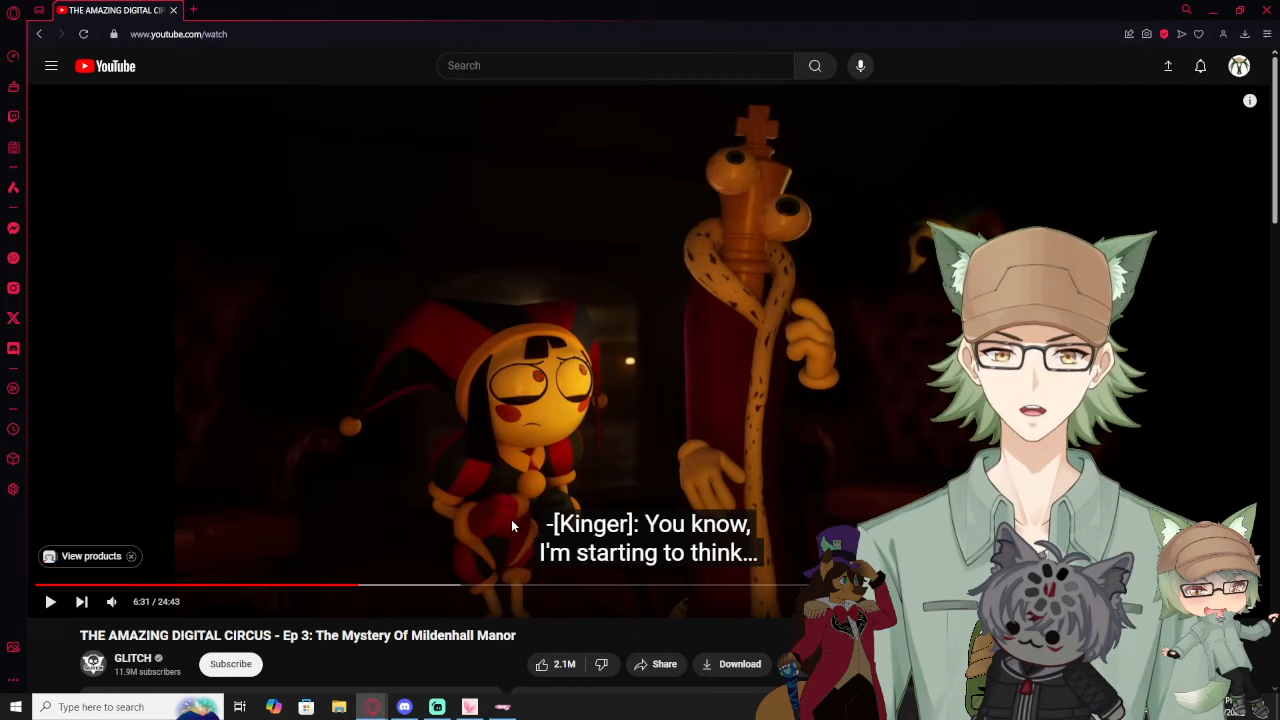 THE AMAZING DIGITAL CIR
www.youtube.com/watch
YouTube
Search
-[Kinger]: You know,
I'm starting to think...
View products
6:31 / 24:43
THE AMAZING DIGITAL CIRCUS - Ep 3: The Mystery Of Mildenhall Manor
GLITCH
11.9M subscribers
Subscribe
2.1M
Share
Download
Type here to search